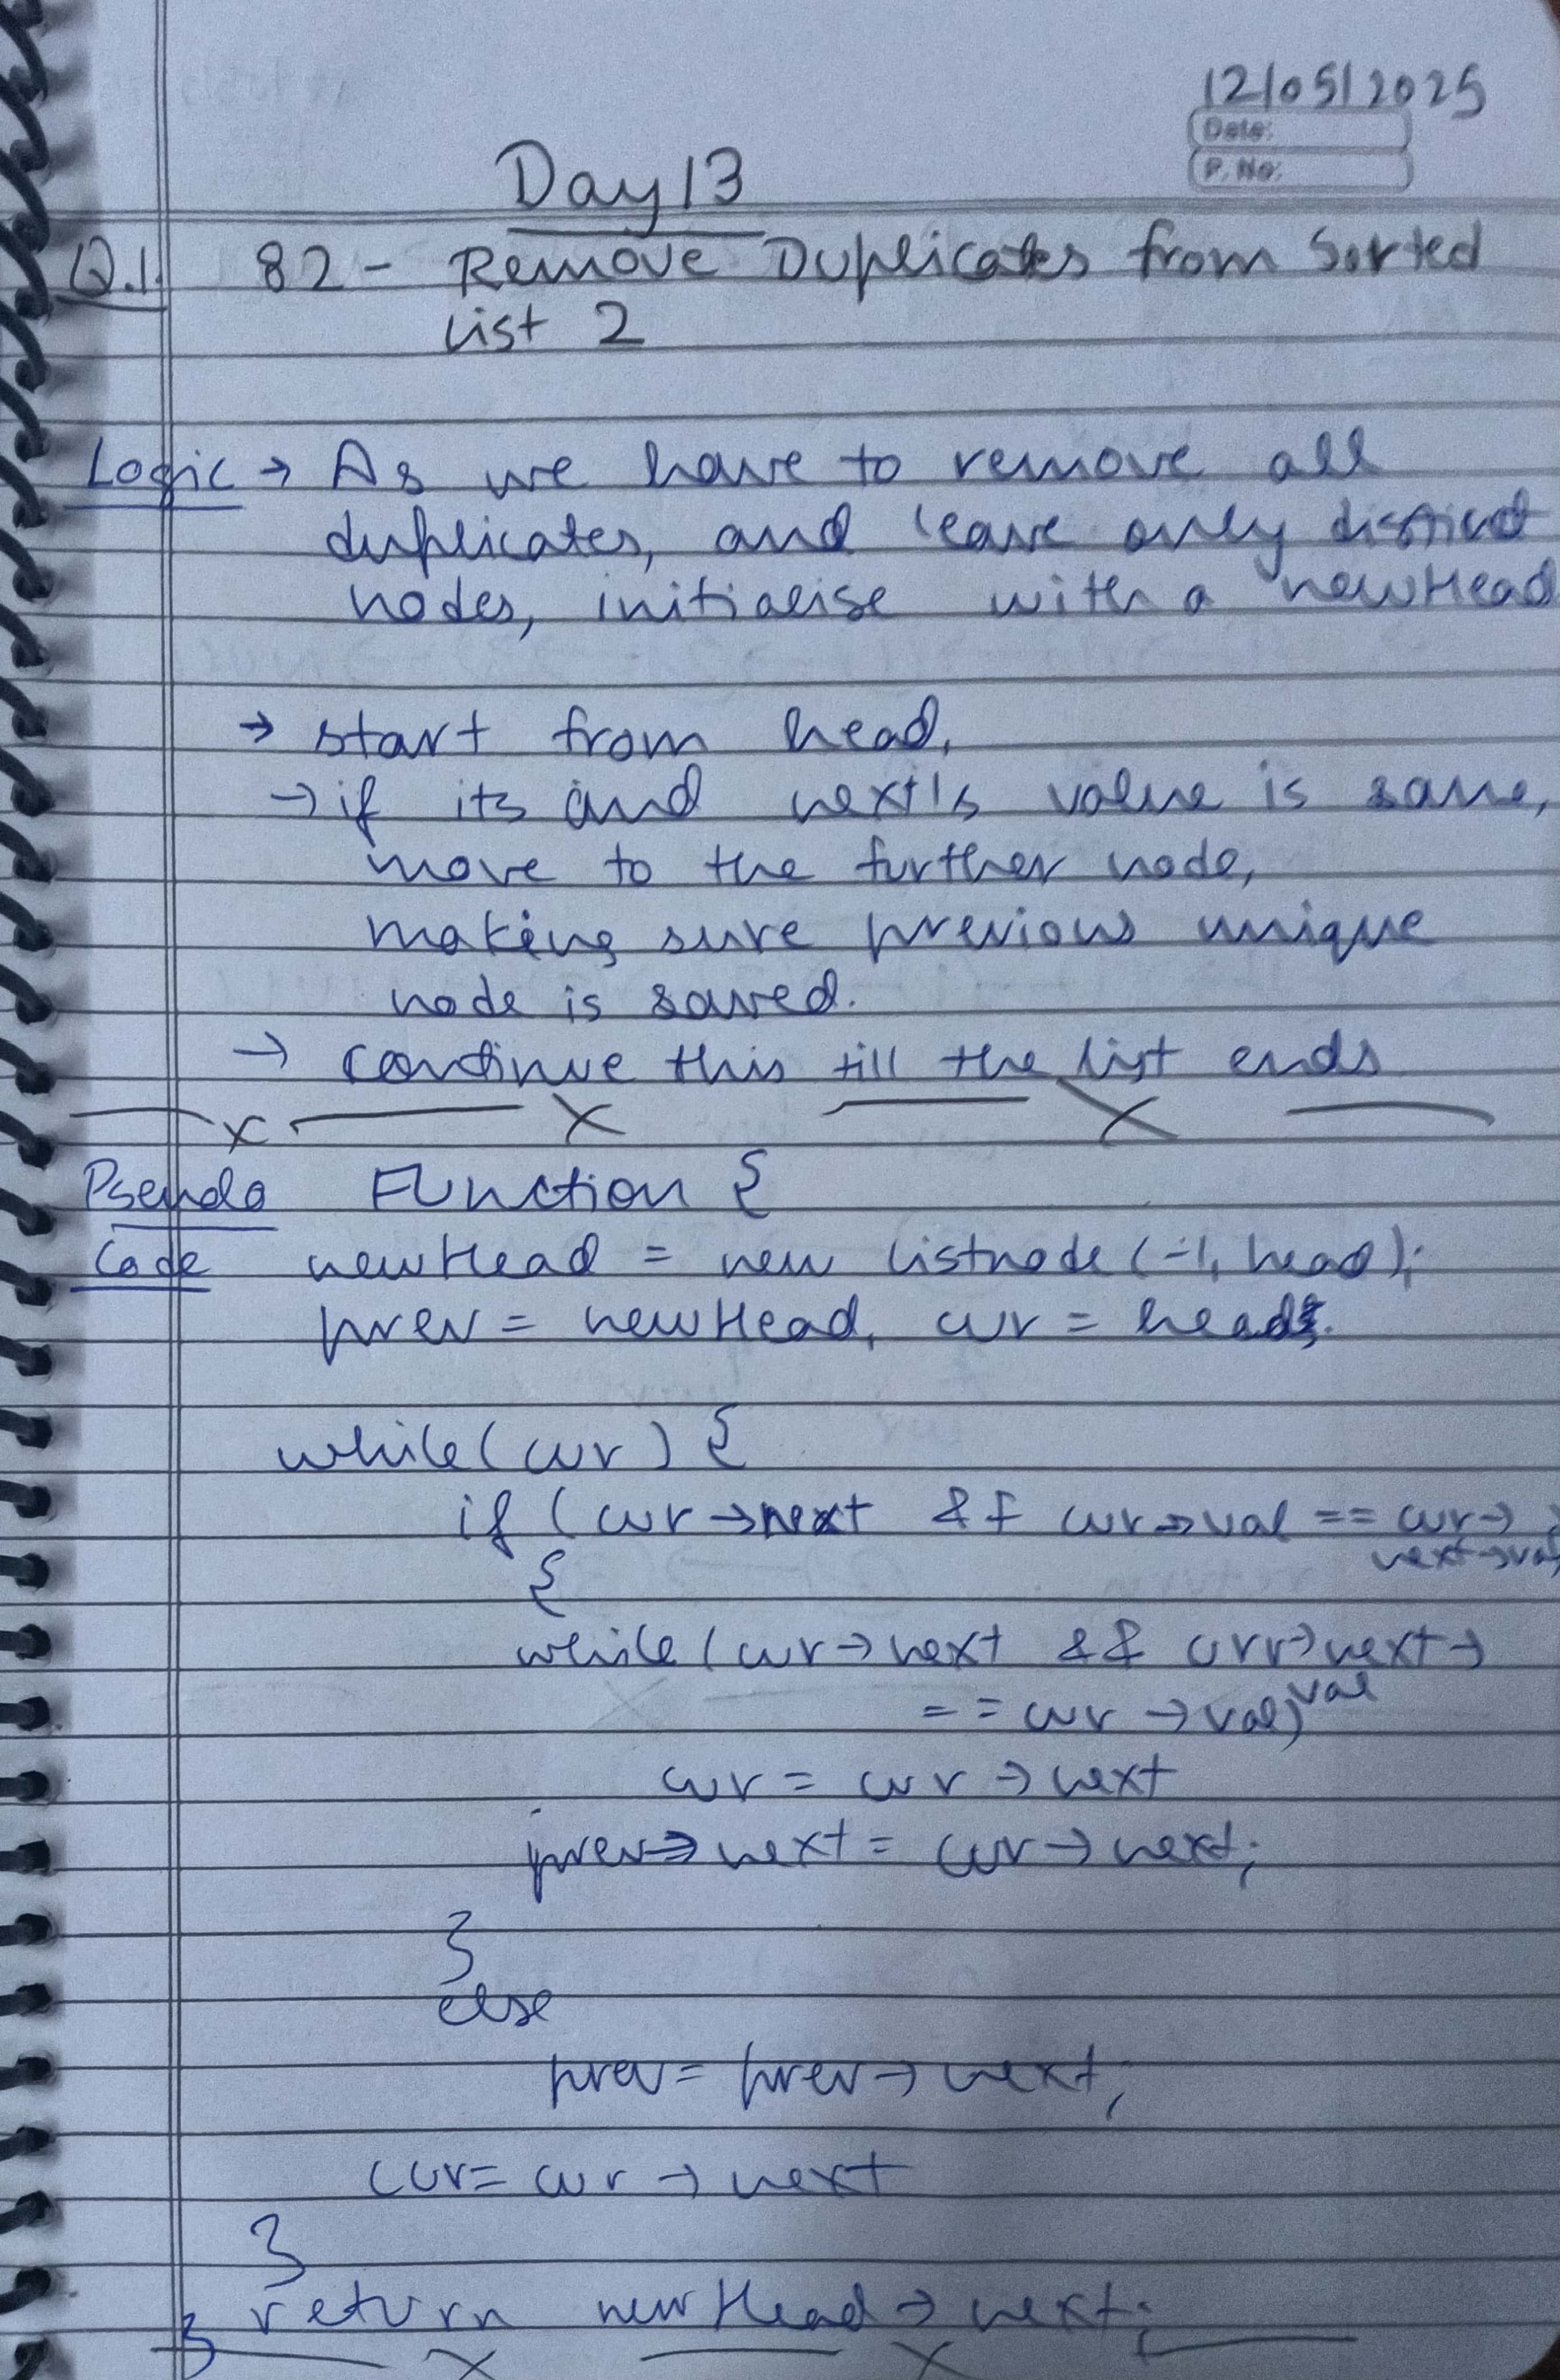 12/05/2025
Date:
P. No:
Day 13
Q.1. 82 - Remove Duplicates from Sorted
List 2
Logic → As we have to remove all
duplicates, and leave only distinct
nodes, initialise with a newHead
→ start from head,
→ if its and next's value is same,
move to the further node,
making sure previous unique
node is saved.
→ continue this till the list ends
x x x
Pseudo Function {
Code newHead = new listnode (-1, head);
prev = newHead, cur = head;
while (cur) {
if (cur → next && cur → val == cur →
next → val
{
while (cur → next && curr → next →
val
== cur → val)
cur = cur → next
prev → next = cur → next;
}
else
prev = prev → next;
cur = cur → next
}
return newHead → next;
}
x x